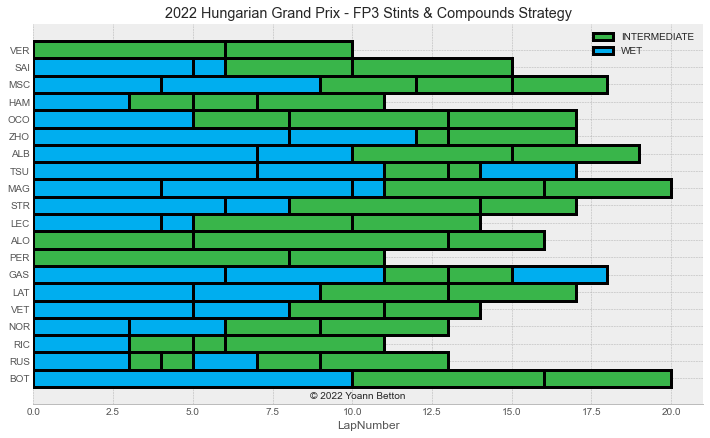 2022 Hungarian Grand Prix - FP3 Stints & Compounds Strategy
INTERMEDIATE
WET
VER
SAI
MSC
HAM
OCO
ZHO
ALB
TSU
MAG
STR
LEC
ALO
PER
GAS
LAT
VET
NOR
RIC
RUS
BOT
© 2022 Yoann Betton
0.0 2.5 5.0 7.5 10.0 12.5 15.0 17.5 20.0
LapNumber